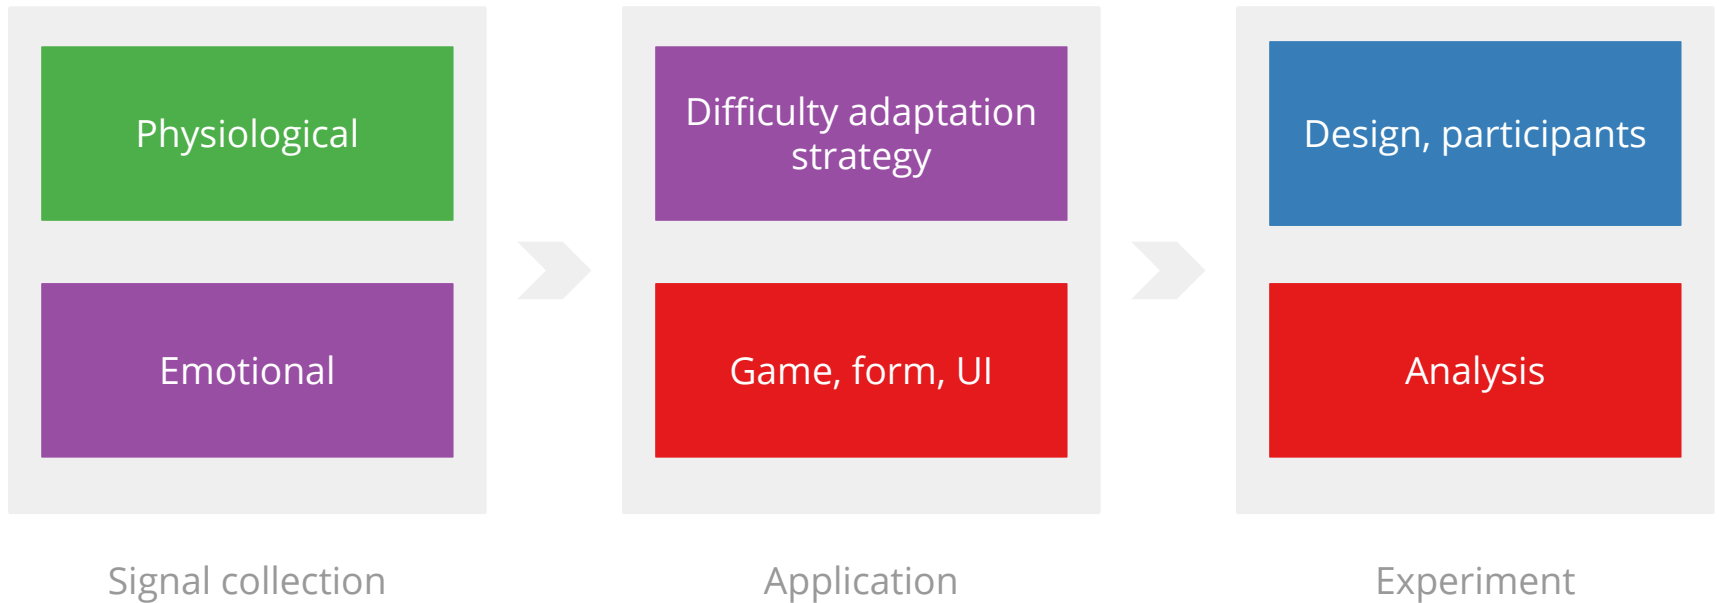 Physiological
Emotional
Signal collection
Difficulty adaptation
strategy
Game, form, UI
Application
Design, participants
Analysis
Experiment